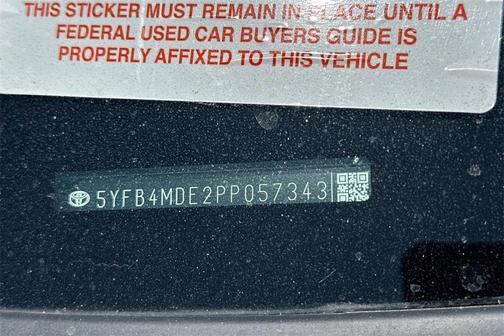 THIS STICKER MUST REMAIN IN PLACE UNTIL A
FEDERAL USED CAR BUYERS GUIDE IS
PROPERLY AFFIXED TO THIS VEHICLE
5YFB4MDE2PP057343